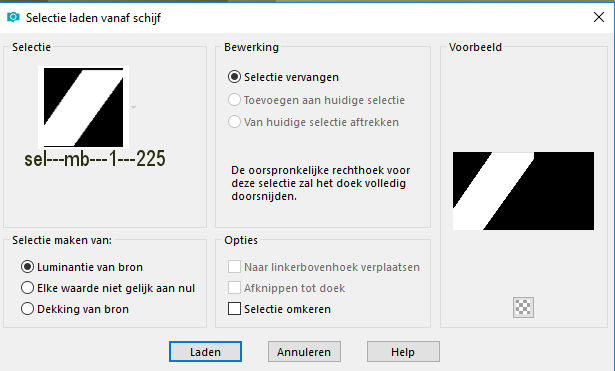 Selectie laden vanaf schijf
Selectie
sel---mb---1---225
Bewerking
Selectie vervangen
Toevoegen aan huidige selectie
Van huidige selectie aftrekken
De oorspronkelijke rechthoek voor
deze selectie zal het doek volledig
doorsnijden.
Voorbeeld
Selectie maken van:
Luminantie van bron
Elke waarde niet gelijk aan nul
Dekking van bron
Opties
Naar linkerbovenhoek verplaatsen
Afknippen tot doek
Selectie omkeren
Laden
Annuleren
Help